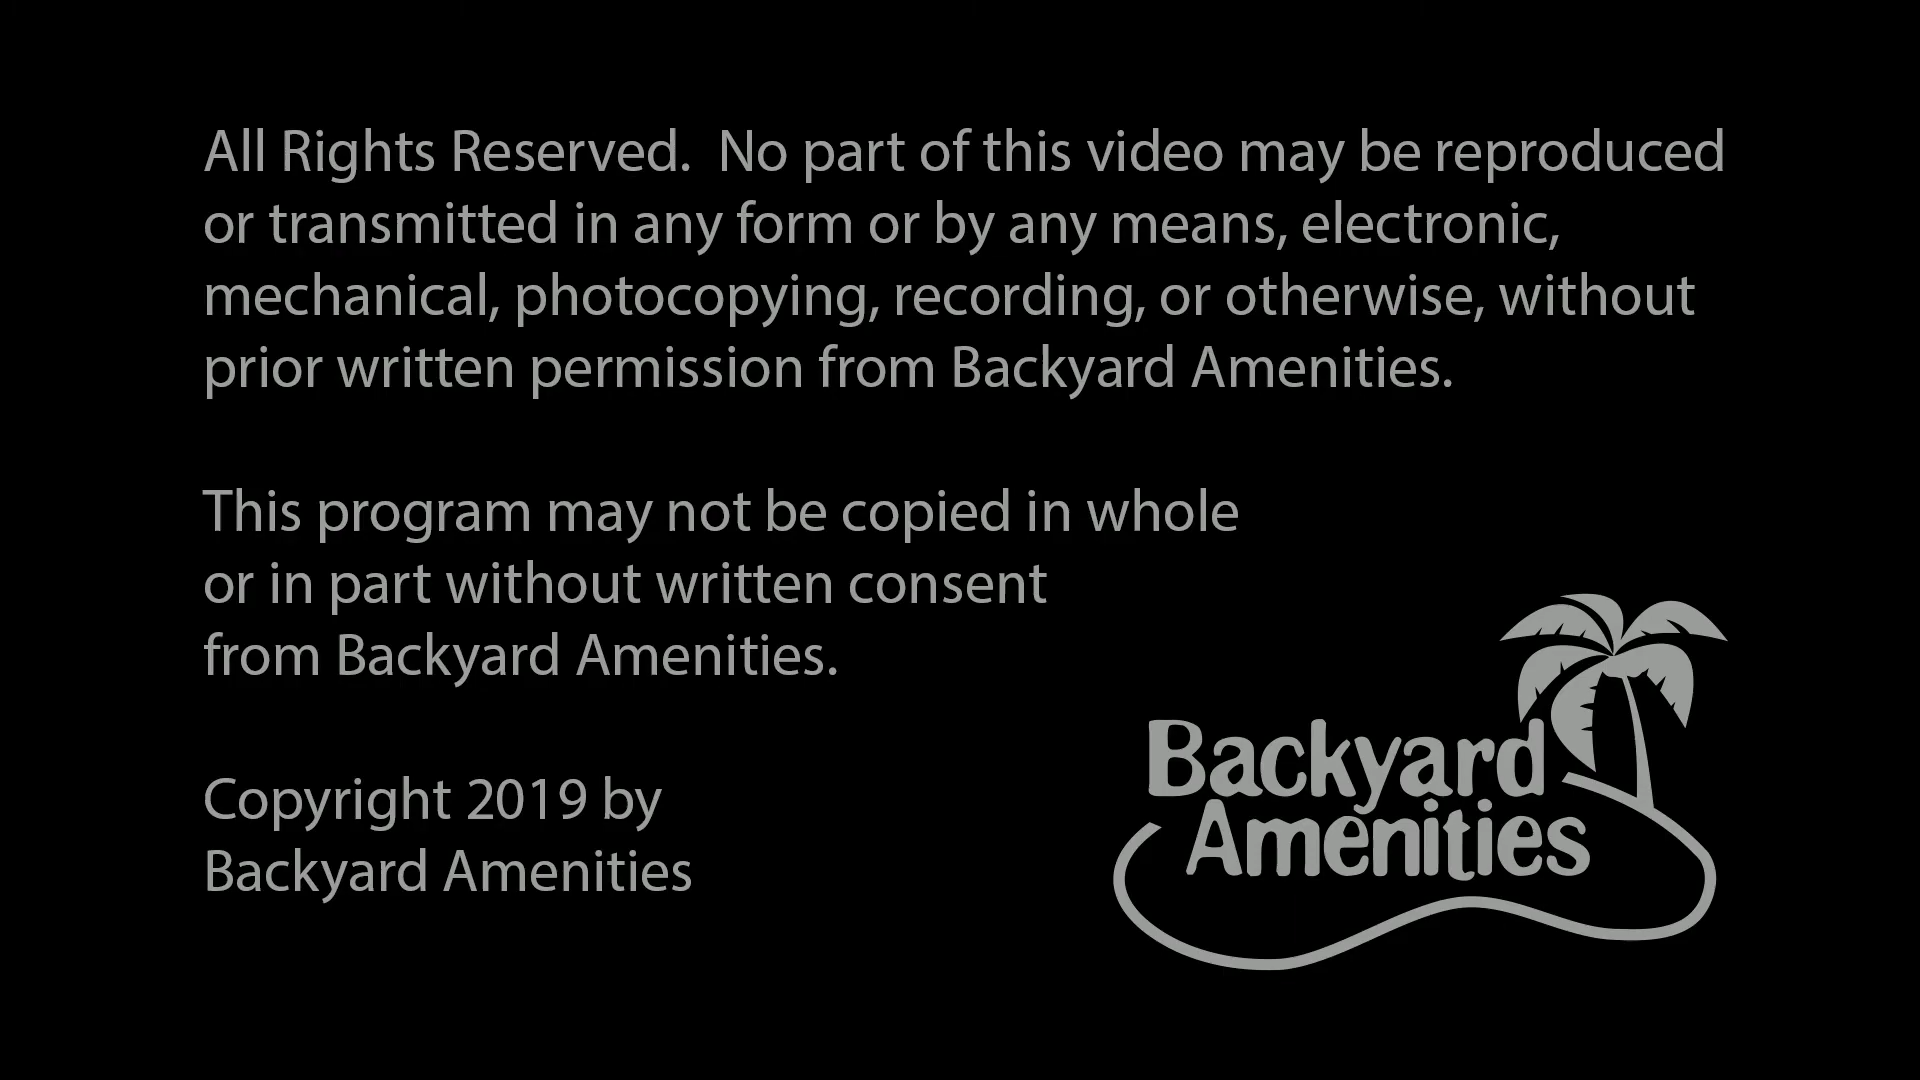 All Rights Reserved.  No part of this video may be reproduced
or transmitted in any form or by any means, electronic,
mechanical, photocopying, recording, or otherwise, without
prior written permission from Backyard Amenities.
This program may not be copied in whole
or in part without written consent
from Backyard Amenities.
Copyright 2019 by
Backyard Amenities
Backyard
Amenities